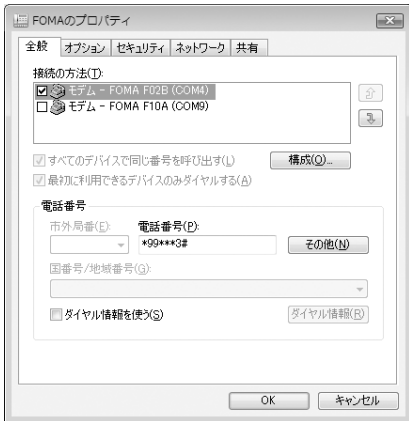 FOMAのプロパティ
全般 オプション セキュリティ ネットワーク 共有
接続の方法(T):
モデム - FOMA F02B (COM4)
モデム - FOMA F10A (COM9)
すべてのデバイスで同じ番号を呼び出す(L) 構成(O)...
最初に利用できるデバイスのみダイヤルする(A)
電話番号
市外局番(E): 電話番号(P):
*99***3# その他(N)
国番号/地域番号(G):
ダイヤル情報を使う(S) ダイヤル情報(R)
OK キャンセル